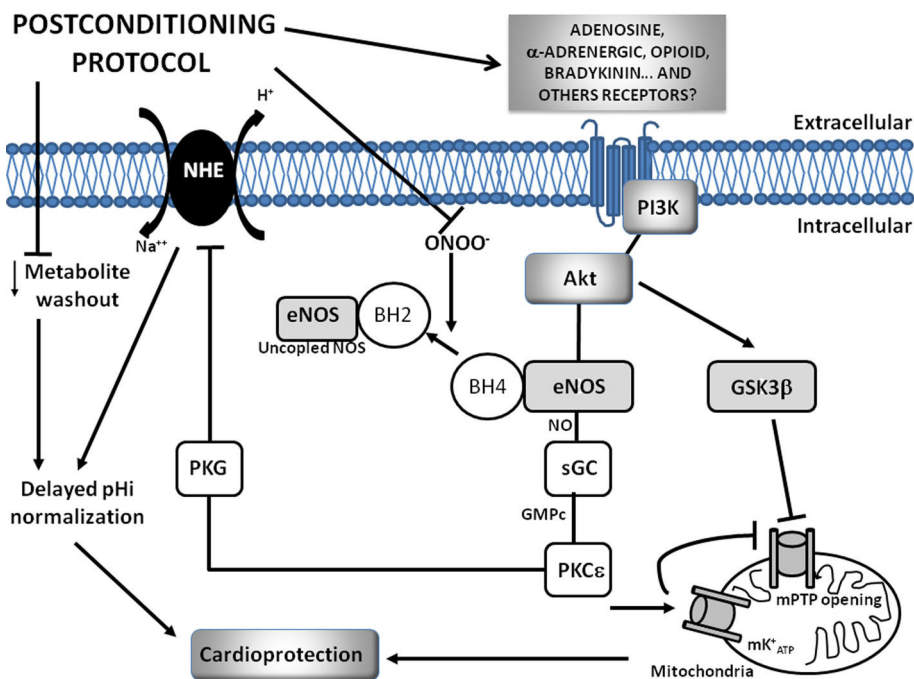 POSTCONDITIONING
PROTOCOL
ADENOSINE,
α-ADRENERGIC, OPIOID,
BRADYKININ... AND
OTHERS RECEPTORS?
H⁺
Extracellular
NHE
PI3K
Intracellular
Na⁺⁺
ONOO⁻
↓ Metabolite
washout
Akt
eNOS
BH2
Uncopled NOS
BH4
eNOS
GSK3β
NO
PKG
sGC
Delayed pHi
normalization
GMPc
PKCε
mPTP opening
mK⁺ATP
Cardioprotection
Mitochondria